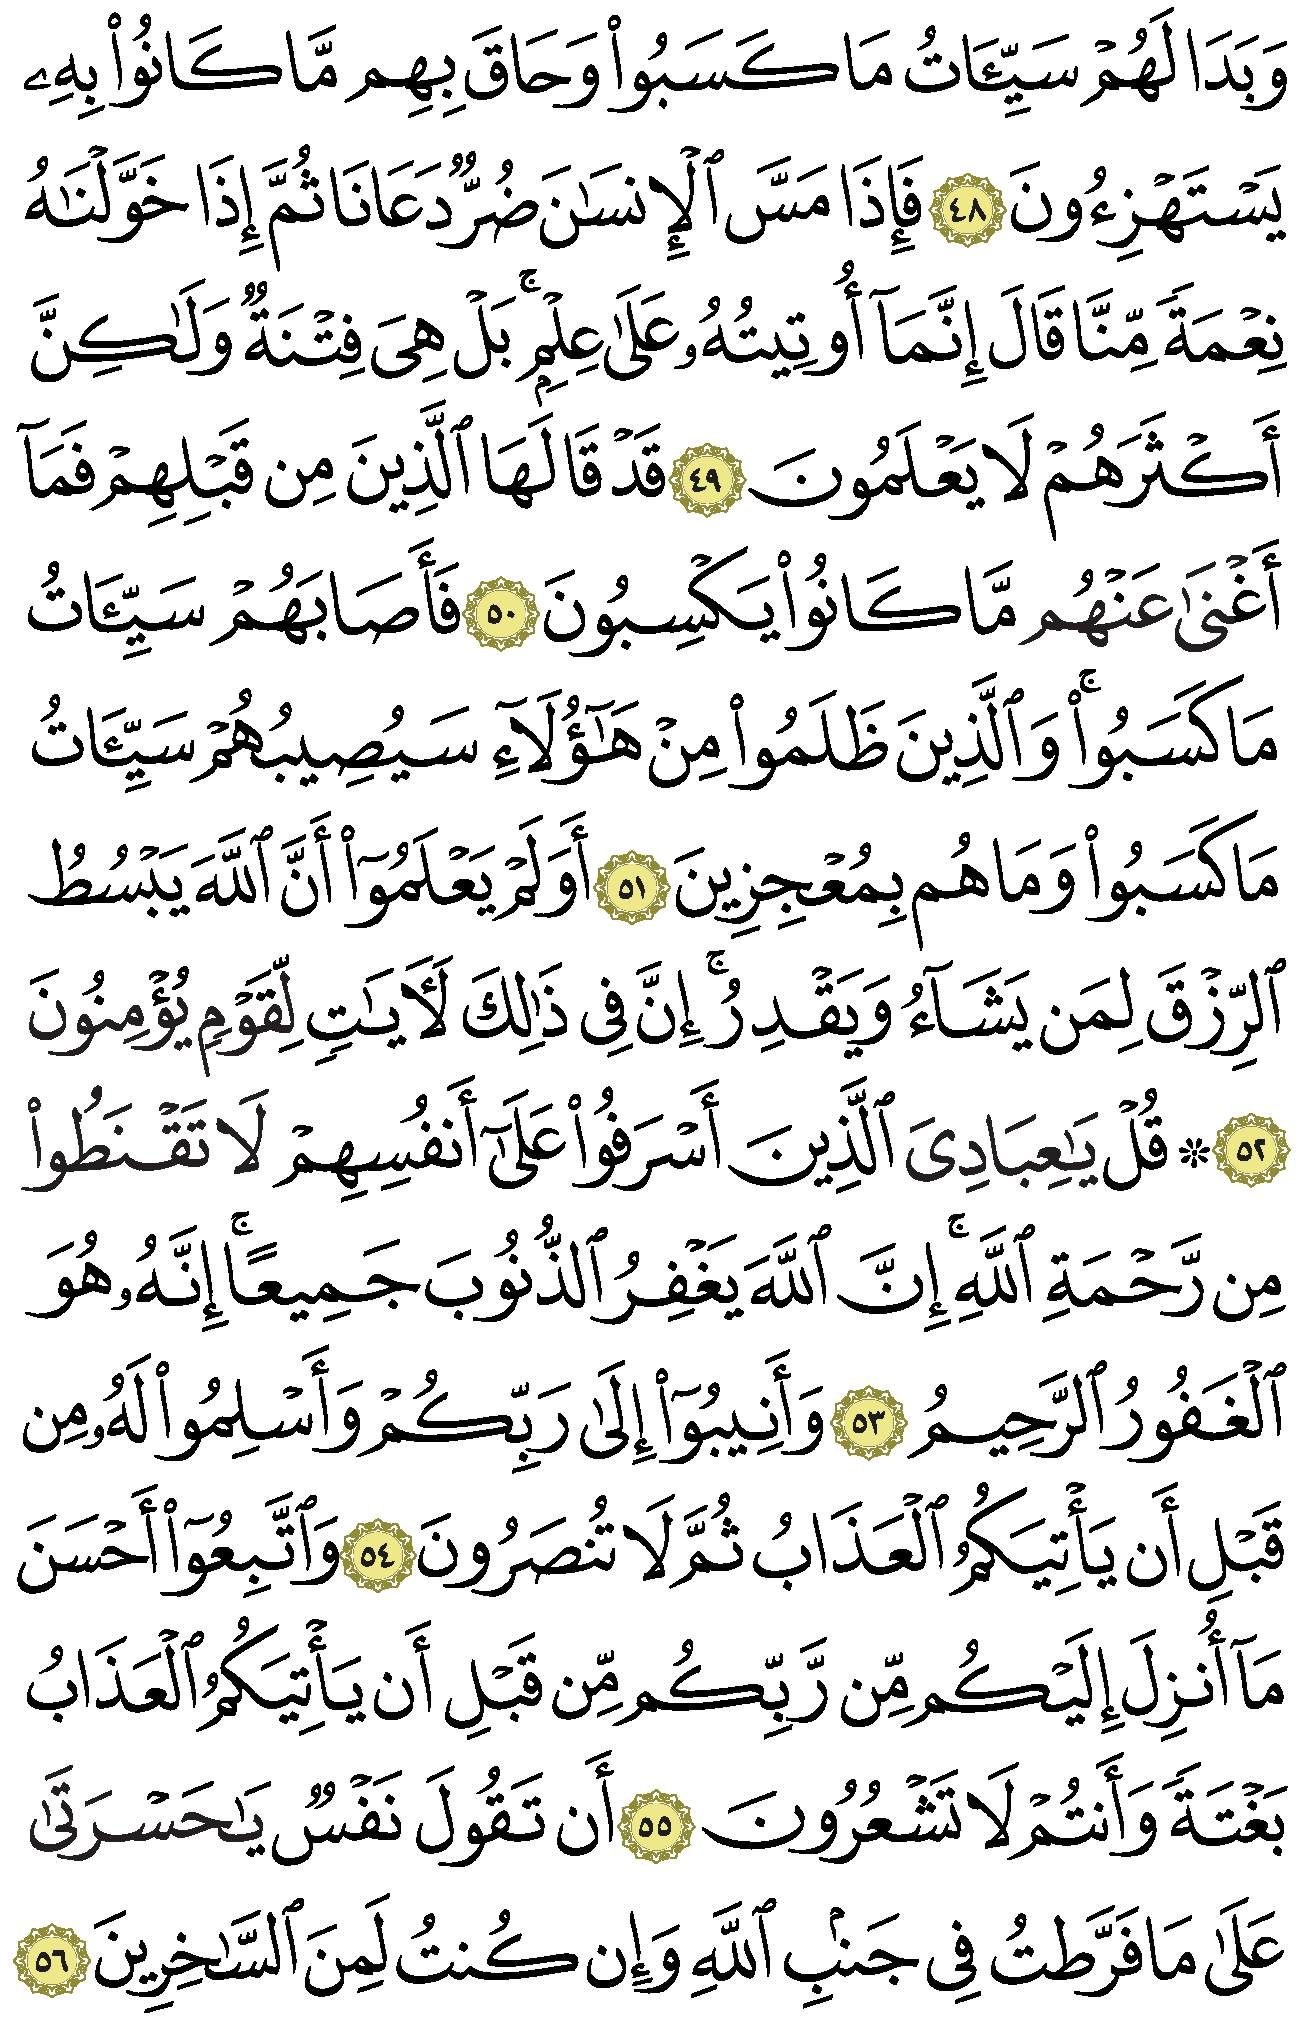 وَبَدَا لَهُمْ سَيِّـَٔاتُ مَا كَسَبُوا۟ وَحَاقَ بِهِم مَّا كَانُوا۟ بِهِۦ
يَسْتَهْزِءُونَ ٤٨ فَإِذَا مَسَّ ٱلْإِنسَـٰنَ ضُرٌّ دَعَانَا ثُمَّ إِذَا خَوَّلْنَـٰهُ
نِعْمَةً مِّنَّا قَالَ إِنَّمَآ أُوتِيتُهُۥ عَلَىٰ عِلْمٍۭ ۚ بَلْ هِىَ فِتْنَةٌ وَلَـٰكِنَّ
أَكْثَرَهُمْ لَا يَعْلَمُونَ ٤٩ قَدْ قَالَهَا ٱلَّذِينَ مِن قَبْلِهِمْ فَمَآ
أَغْنَىٰ عَنْهُم مَّا كَانُوا۟ يَكْسِبُونَ ٥٠ فَأَصَابَهُمْ سَيِّـَٔاتُ
مَا كَسَبُوا۟ ۚ وَٱلَّذِينَ ظَلَمُوا۟ مِنْ هَـٰٓؤُلَآءِ سَيُصِيبُهُمْ سَيِّـَٔاتُ
مَا كَسَبُوا۟ وَمَا هُم بِمُعْجِزِينَ ٥١ أَوَلَمْ يَعْلَمُوٓا۟ أَنَّ ٱللَّهَ يَبْسُطُ
ٱلرِّزْقَ لِمَن يَشَآءُ وَيَقْدِرُ ۚ إِنَّ فِى ذَٰلِكَ لَـَٔايَـٰتٍ لِّقَوْمٍ يُؤْمِنُونَ
٥٢ ۞ قُلْ يَـٰعِبَادِىَ ٱلَّذِينَ أَسْرَفُوا۟ عَلَىٰٓ أَنفُسِهِمْ لَا تَقْنَطُوا۟
مِن رَّحْمَةِ ٱللَّهِ ۚ إِنَّ ٱللَّهَ يَغْفِرُ ٱلذُّنُوبَ جَمِيعًا ۚ إِنَّهُۥ هُوَ
ٱلْغَفُورُ ٱلرَّحِيمُ ٥٣ وَأَنِيبُوٓا۟ إِلَىٰ رَبِّكُمْ وَأَسْلِمُوا۟ لَهُۥ مِن
قَبْلِ أَن يَأْتِيَكُمُ ٱلْعَذَابُ ثُمَّ لَا تُنصَرُونَ ٥٤ وَٱتَّبِعُوٓا۟ أَحْسَنَ
مَآ أُنزِلَ إِلَيْكُم مِّن رَّبِّكُم مِّن قَبْلِ أَن يَأْتِيَكُمُ ٱلْعَذَابُ
بَغْتَةً وَأَنتُمْ لَا تَشْعُرُونَ ٥٥ أَن تَقُولَ نَفْسٌ يَـٰحَسْرَتَىٰ
عَلَىٰ مَا فَرَّطتُ فِى جَنۢبِ ٱللَّهِ وَإِن كُنتُ لَمِنَ ٱلسَّـٰخِرِينَ ٥٦